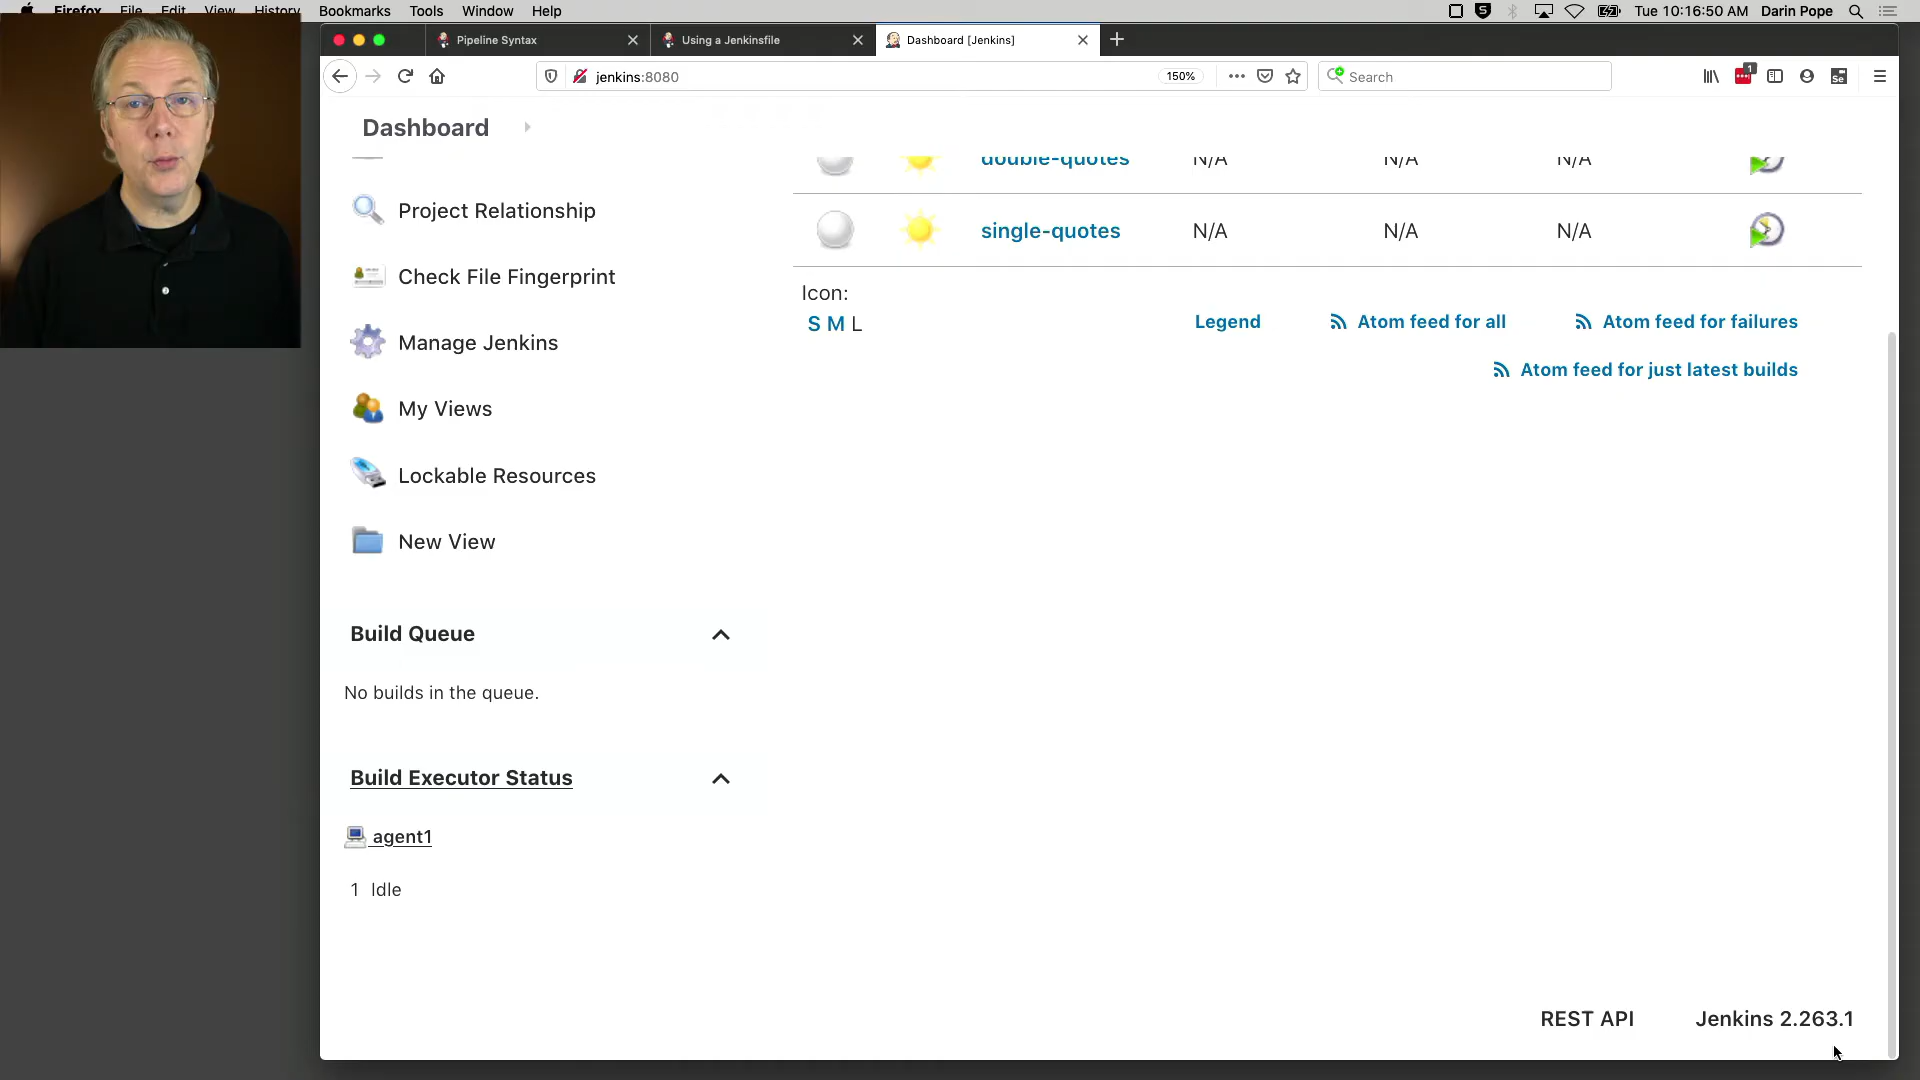 Firefox File Edit View History Bookmarks Tools Window Help
Tue 10:16:50 AM Darin Pope
Pipeline Syntax
Using a Jenkinsfile
Dashboard [Jenkins]
jenkins:8080
150%
Search
1
Se
Dashboard
double-quotes N/A N/A N/A
Project Relationship
single-quotes N/A N/A N/A
Check File Fingerprint
Icon:
S M L
Legend
Atom feed for all
Atom feed for failures
Manage Jenkins
Atom feed for just latest builds
My Views
Lockable Resources
New View
Build Queue
No builds in the queue.
Build Executor Status
agent1
1 Idle
REST API Jenkins 2.263.1